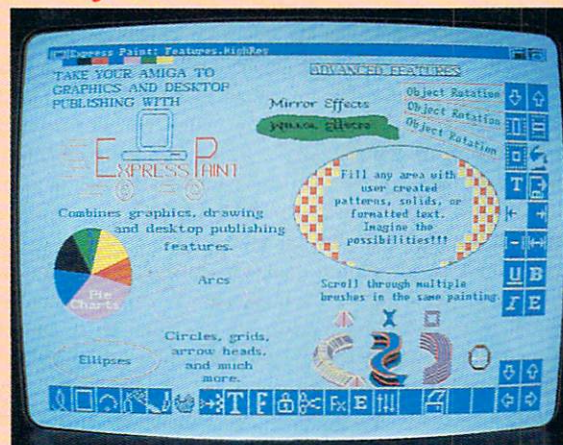 Express Paint: Features.HighRes
TAKE YOUR AMIGA TO
GRAPHICS AND DESKTOP
PUBLISHING WITH
EXPRESS PAINT
Combines graphics, drawing
and desktop publishing
features.
Pie
Charts
Arcs
Ellipses
Circles, grids,
arrow heads,
and much
more.
ADVANCED FEATURES
Mirror Effects
Mirror Effects
Object Rotation
Object Rotation
Object Rotation
Fill any area with
user created
patterns, solids, or
formatted text.
Imagine the
possibilities!!!
Scroll through multiple
brushes in the same painting.
T
U B
I E
T F Fx E